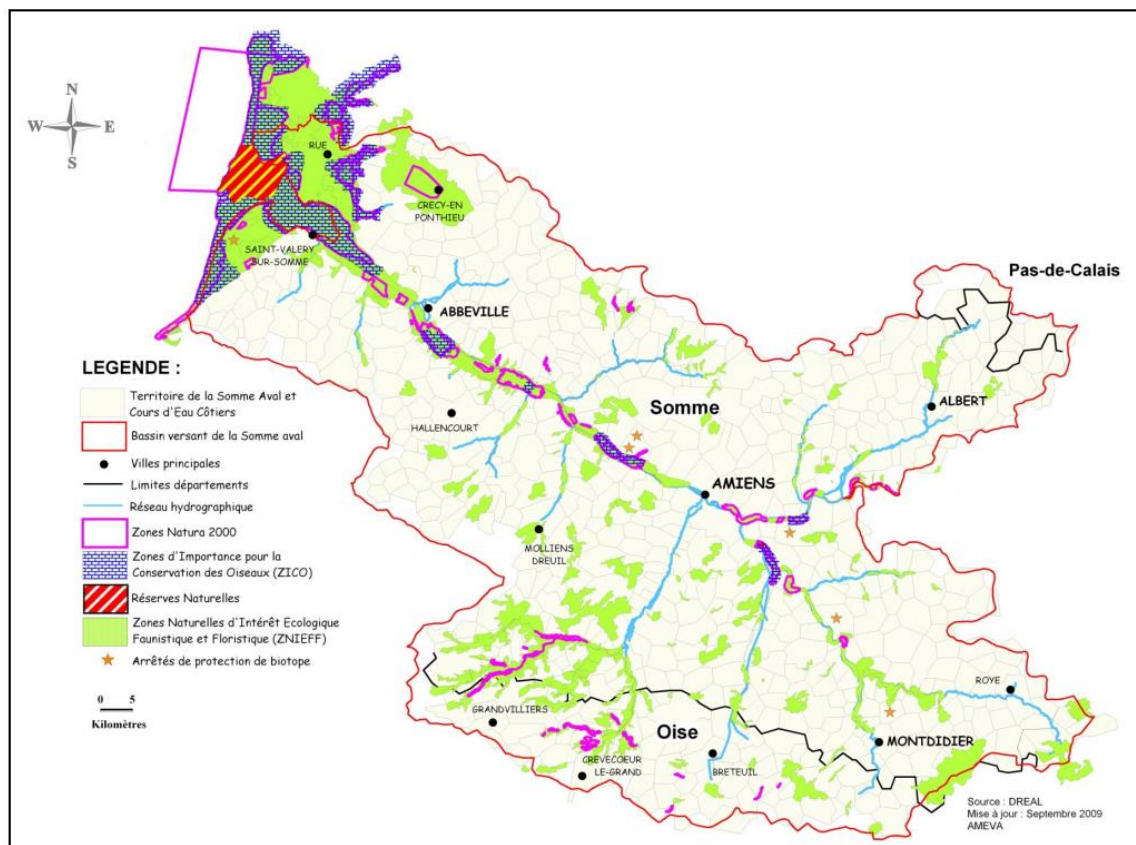 N
W E
S
RUE
CRECY-EN
PONTHIEU
SAINT-VALERY
SUR-SOMME
Pas-de-Calais
ABBEVILLE
LEGENDE :
Territoire de la Somme Aval et
Cours d'Eau Côtiers
Bassin versant de la Somme aval
Villes principales
Limites départements
Réseau hydrographique
Zones Natura 2000
Zones d'Importance pour la
Conservation des Oiseaux (ZICO)
Réserves Naturelles
Zones Naturelles d'Intérêt Ecologique
Faunistique et Floristique (ZNIEFF)
Arrêtés de protection de biotope
0 5
Kilomètres
HALLENCOURT
Somme
ALBERT
AMIENS
MOLLIENS
DREUIL
ROYE
GRANDVILLIERS
Oise
MONTDIDIER
CREVECOEUR
LE-GRAND
BRETEUIL
Source : DREAL
Mise à jour : Septembre 2009
AMEVA